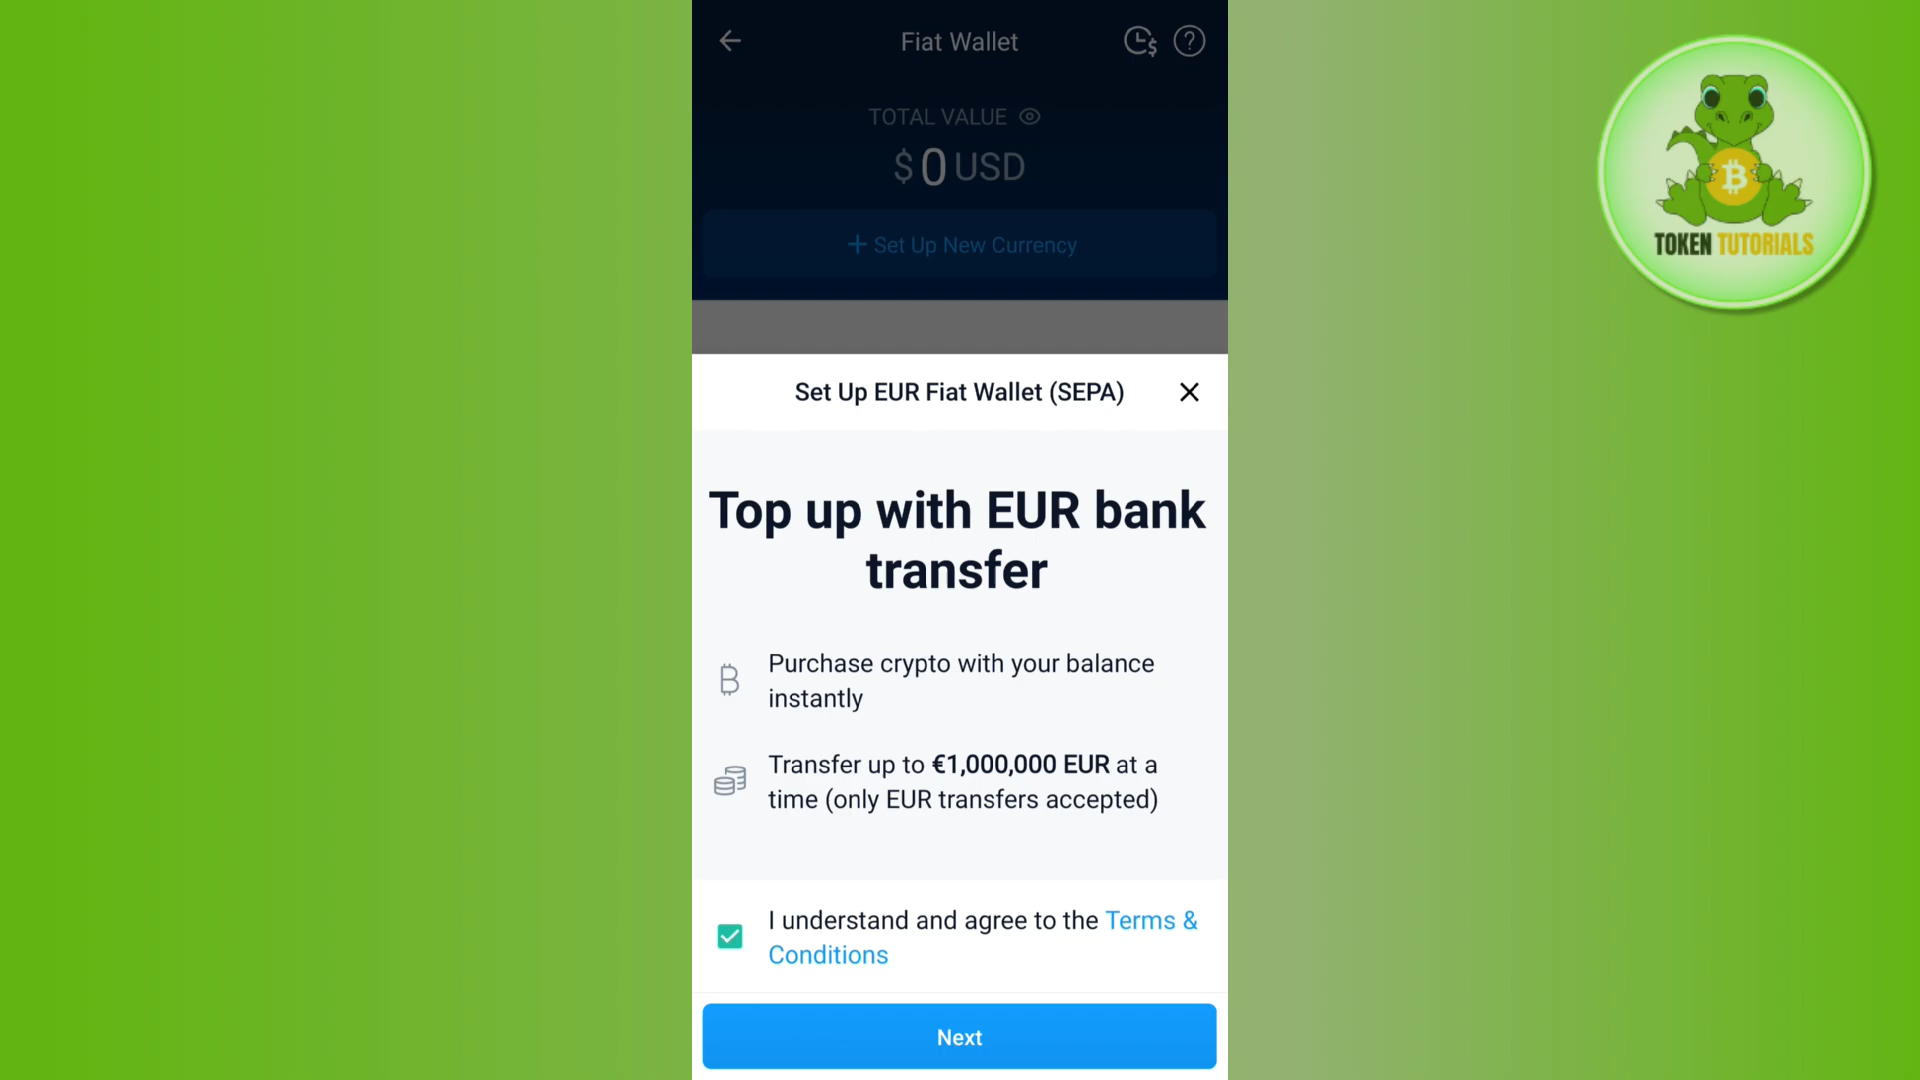 Fiat Wallet
TOTAL VALUE
$0 USD
+ Set Up New Currency
Set Up EUR Fiat Wallet (SEPA)
Top up with EUR bank
transfer
Purchase crypto with your balance
instantly
Transfer up to €1,000,000 EUR at a
time (only EUR transfers accepted)
I understand and agree to the Terms &
Conditions
Next
TOKEN TUTORIALS